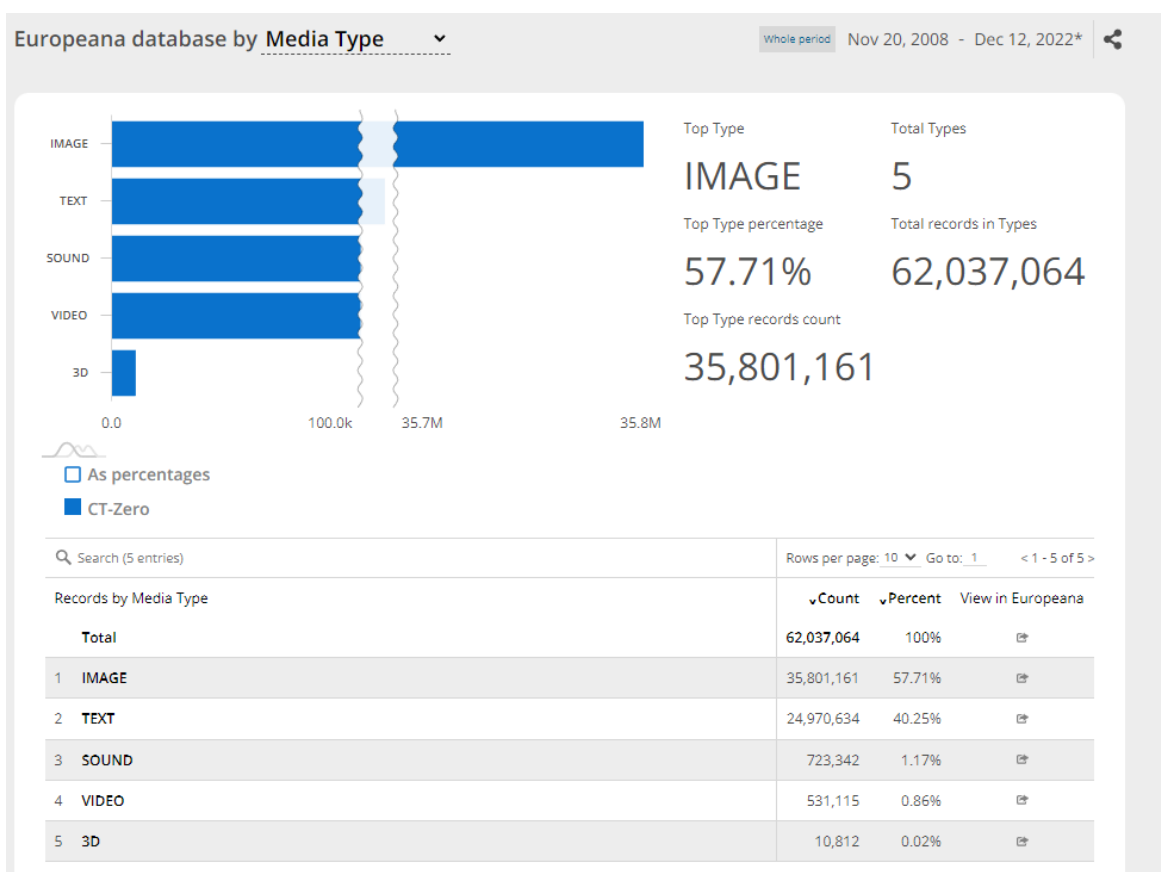 Europeana database by Media Type
Whole period Nov 20, 2008 - Dec 12, 2022*
IMAGE
TEXT
SOUND
VIDEO
3D
0.0 100.0k 35.7M 35.8M
Top Type Total Types
IMAGE 5
Top Type percentage Total records in Types
57.71% 62,037,064
Top Type records count
35,801,161
As percentages
CT-Zero
Search (5 entries) Rows per page: 10 Go to: 1 < 1 - 5 of 5 >
Records by Media Type Count Percent View in Europeana
Total 62,037,064 100%
1 IMAGE 35,801,161 57.71%
2 TEXT 24,970,634 40.25%
3 SOUND 723,342 1.17%
4 VIDEO 531,115 0.86%
5 3D 10,812 0.02%